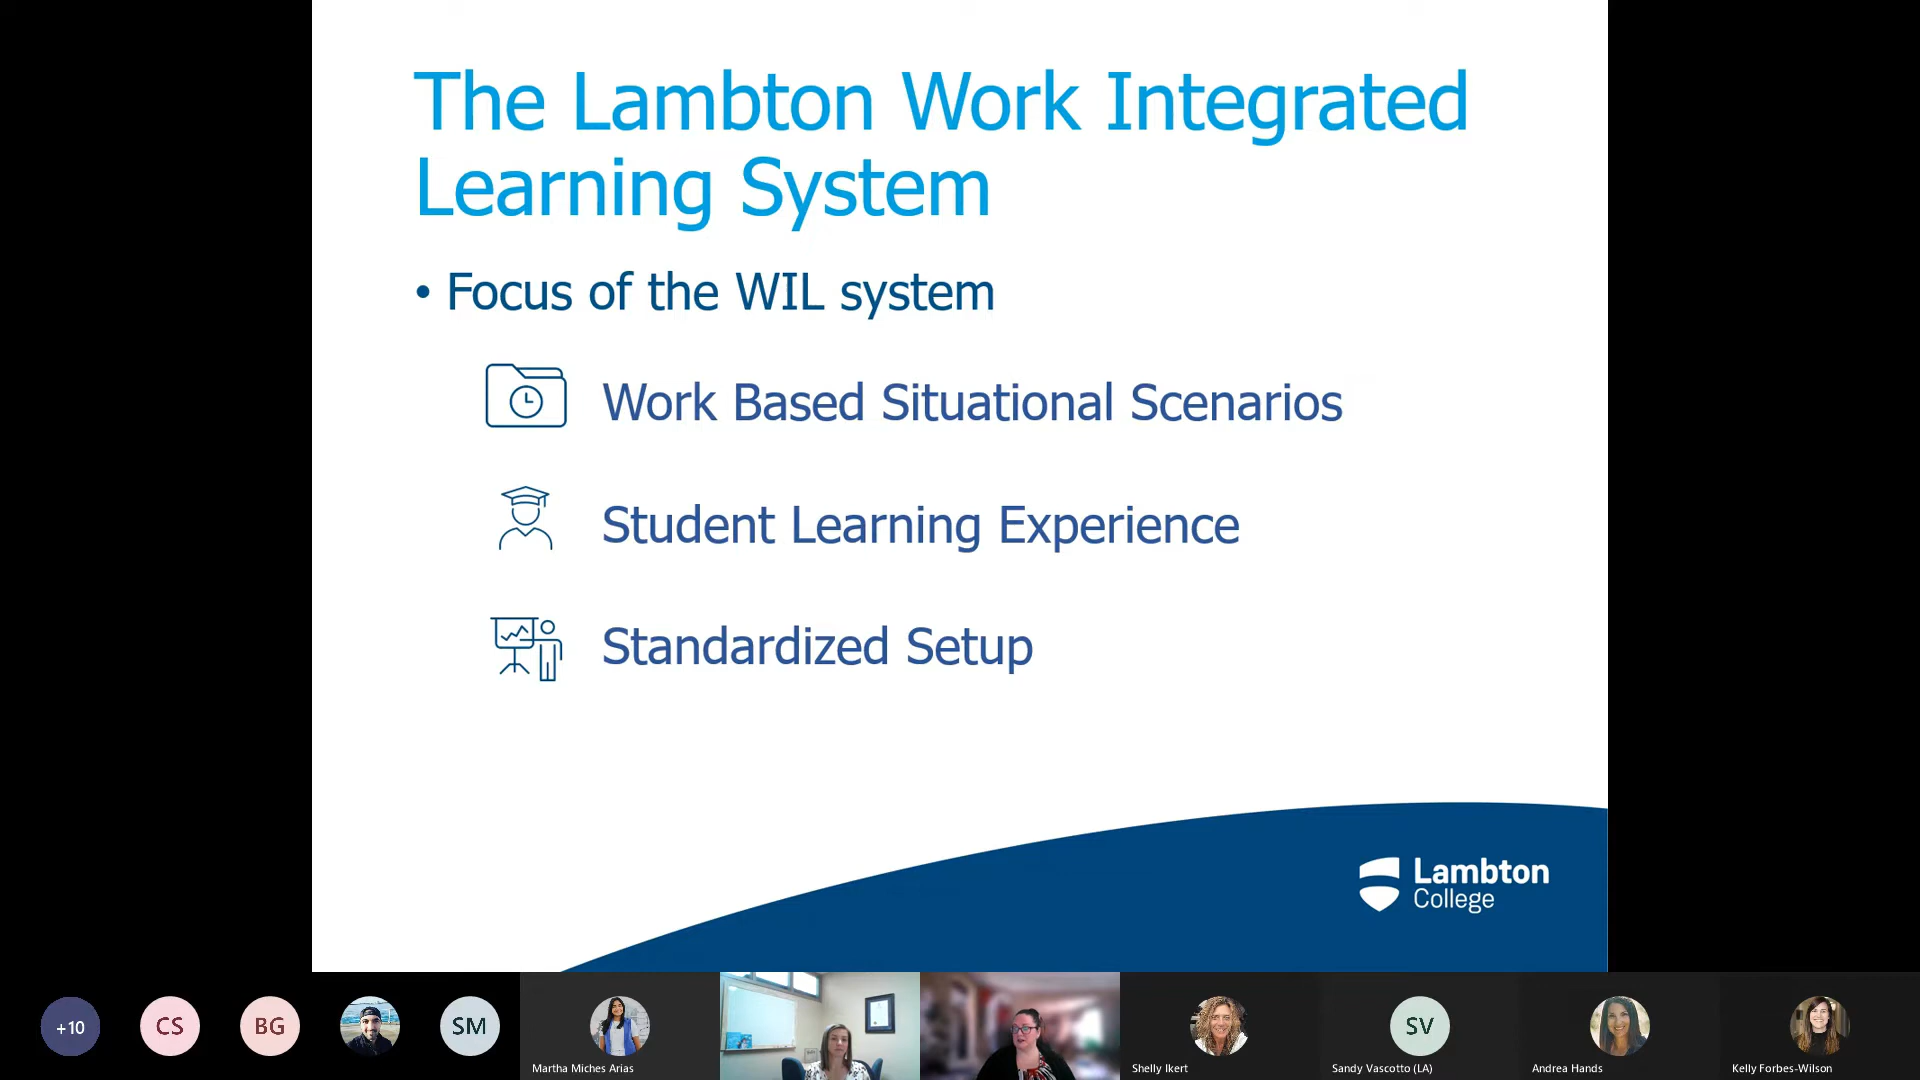 The Lambton Work Integrated
Learning System
• Focus of the WIL system
Work Based Situational Scenarios
Student Learning Experience
Standardized Setup
Lambton
College
+10
CS
BG
SM
Martha Miches Arias
Shelly Ikert
SV
Sandy Vascotto (LA)
Andrea Hands
Kelly Forbes-Wilson